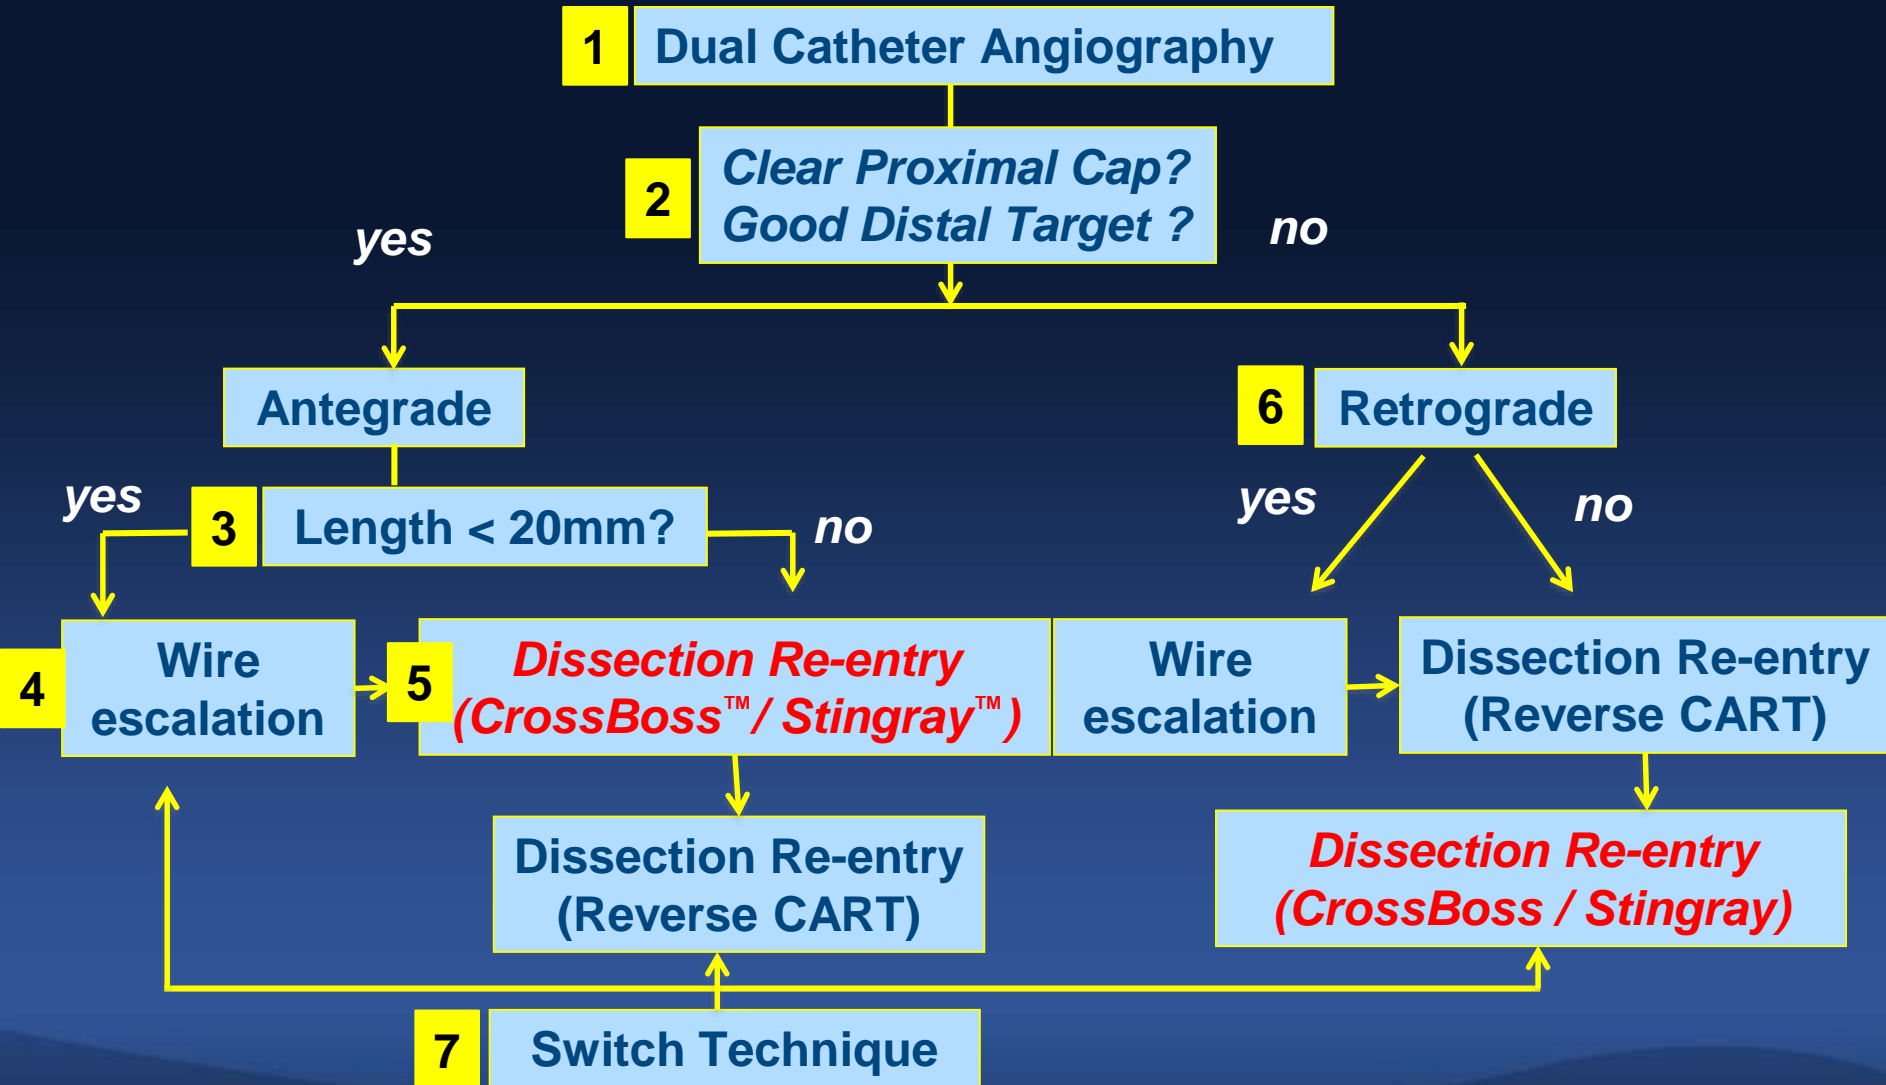 1
Dual Catheter Angiography
2
Clear Proximal Cap?
Good Distal Target ?
yes
no
Antegrade
6
Retrograde
yes
3
Length < 20mm?
no
yes
no
4
Wire
escalation
5
Dissection Re-entry
(CrossBoss™ / Stingray™ )
Wire
escalation
Dissection Re-entry
(Reverse CART)
Dissection Re-entry
(Reverse CART)
Dissection Re-entry
(CrossBoss / Stingray)
7
Switch Technique